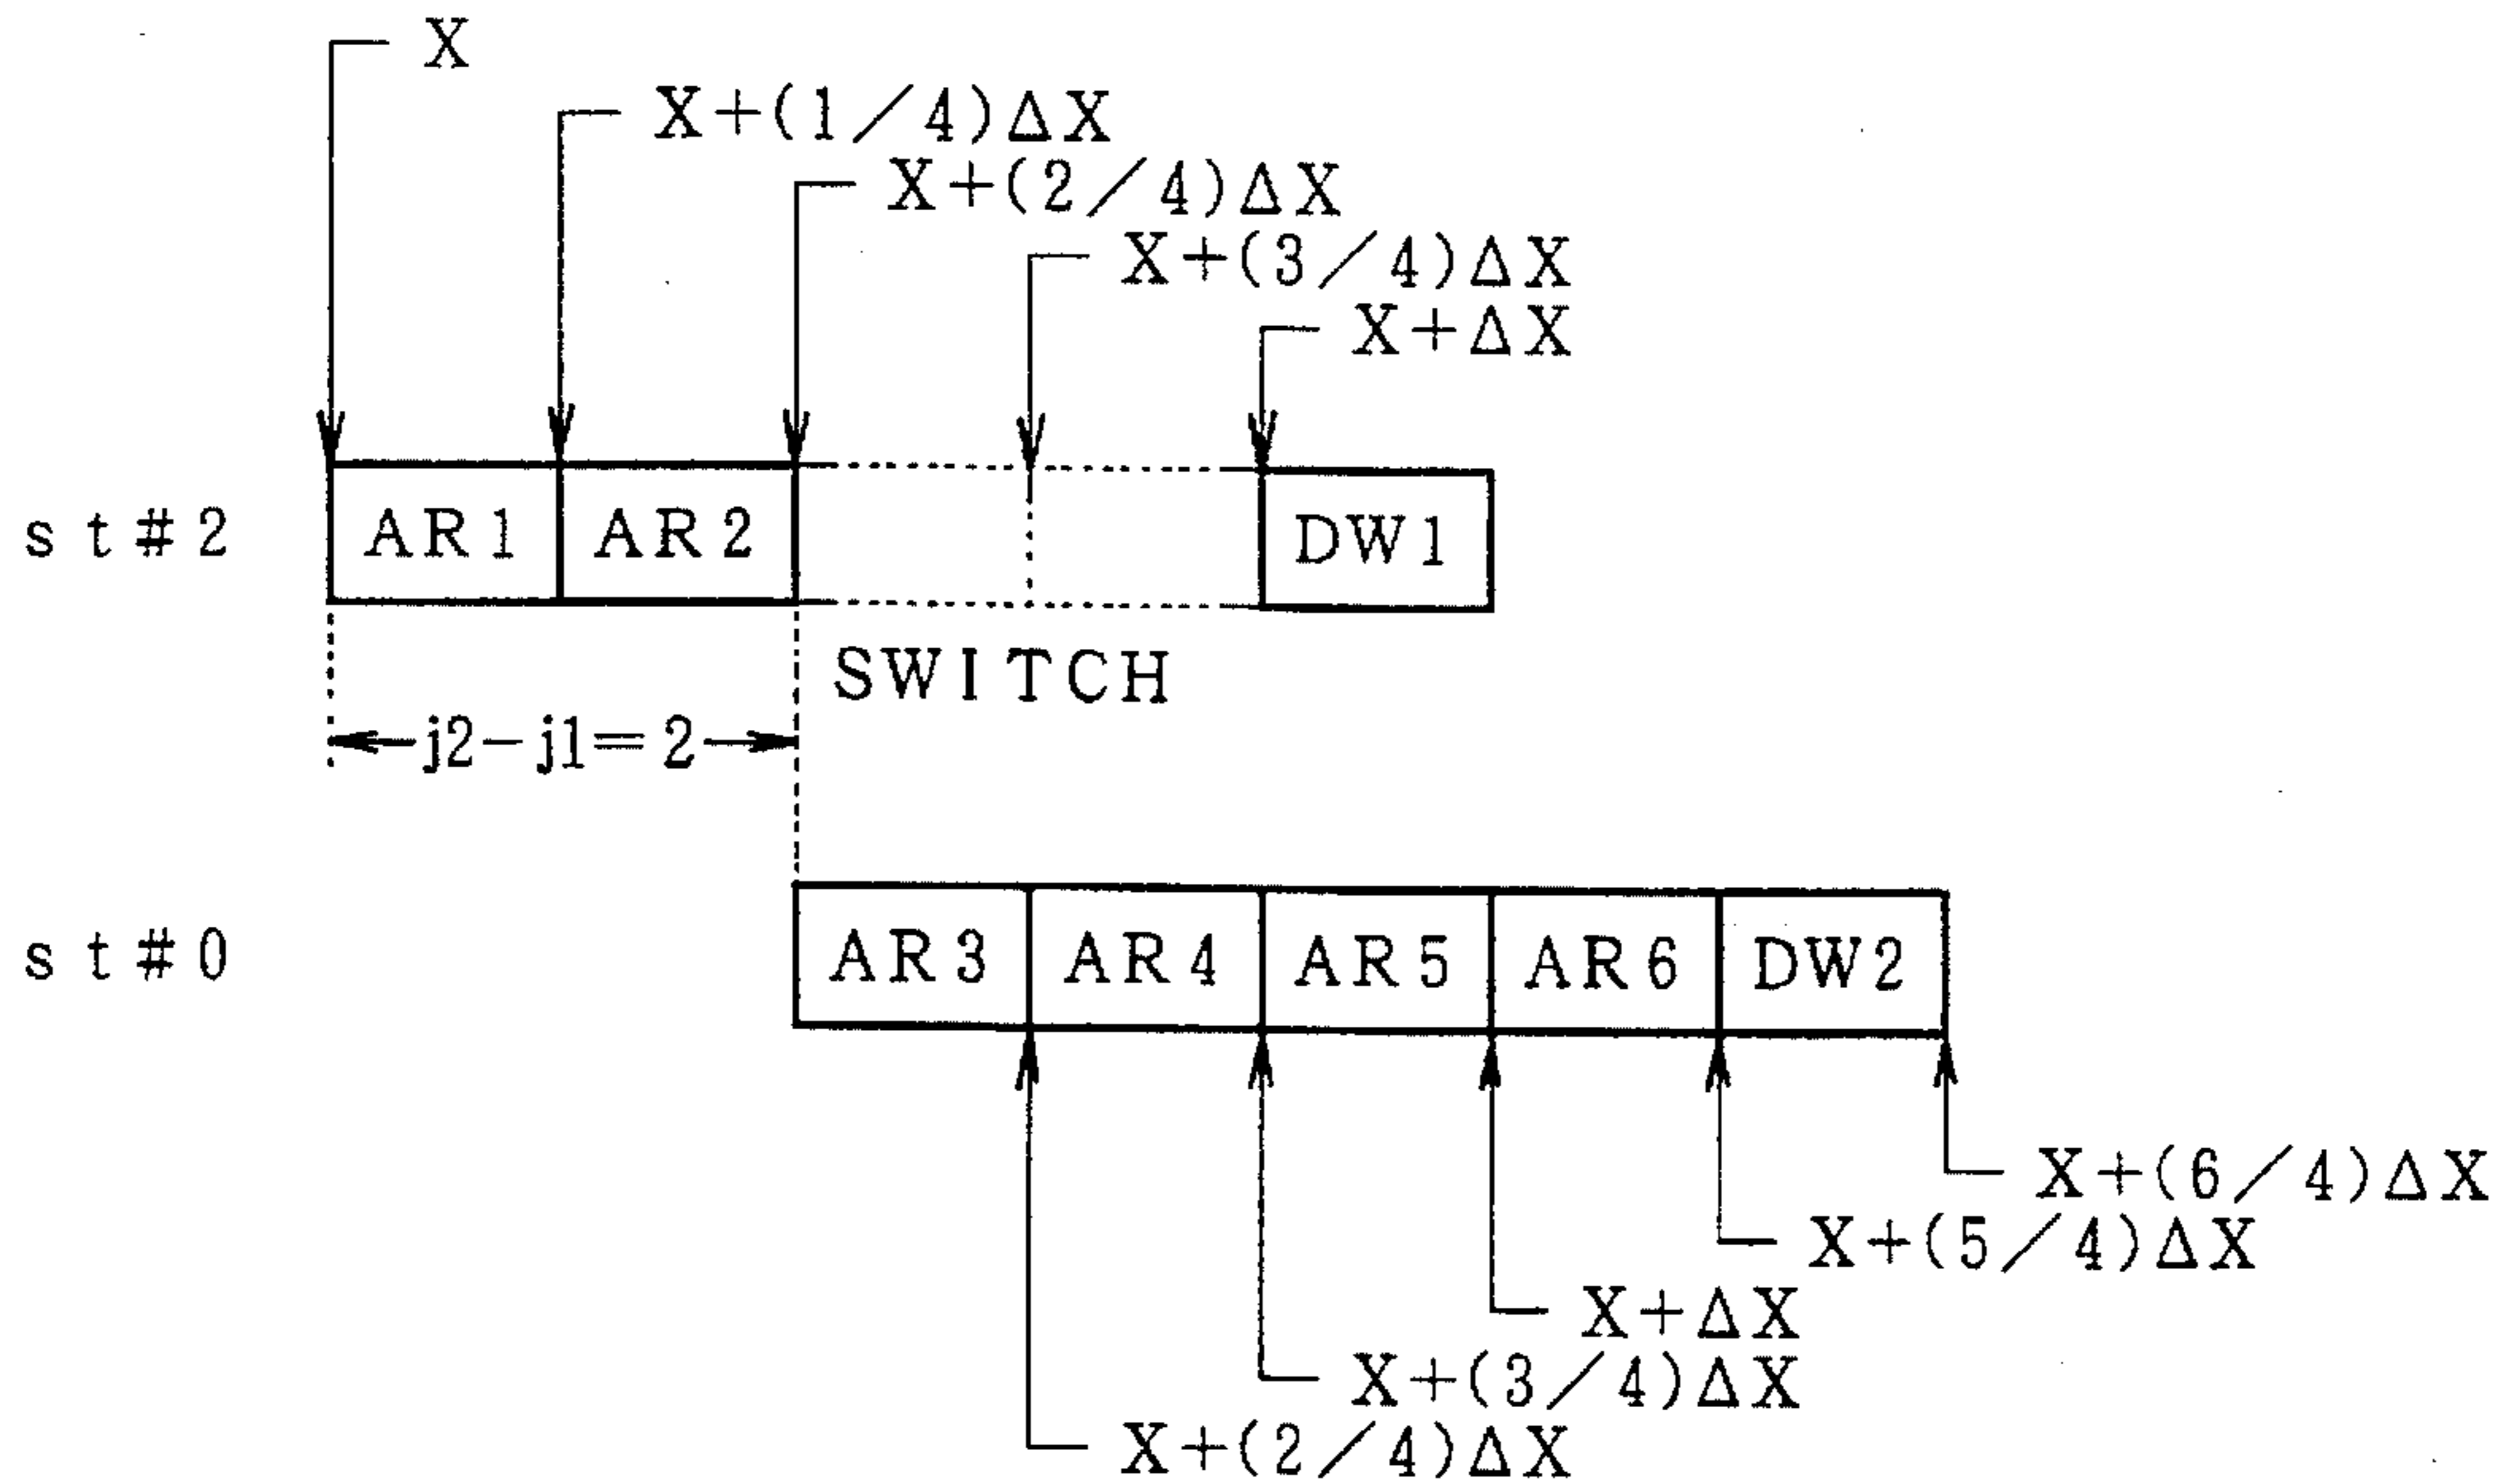 X
X+(1/4)ΔX
X+(2/4)ΔX
X+(3/4)ΔX
X+ΔX
st#2 AR1 AR2 DW1
SWITCH
j2-j1=2
st#0 AR3 AR4 AR5 AR6 DW2
X+(6/4)ΔX
X+(5/4)ΔX
X+ΔX
X+(3/4)ΔX
X+(2/4)ΔX